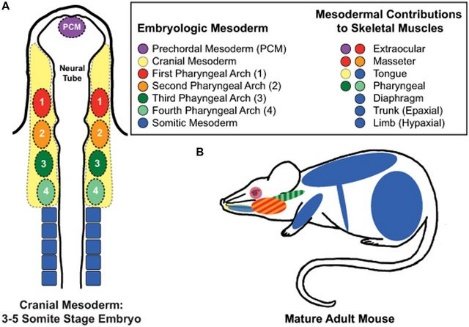 A
PCM
Neural
Tube
1
1
2
2
3
3
4
4
Cranial Mesoderm:
3-5 Somite Stage Embryo
Embryologic Mesoderm
Prechordal Mesoderm (PCM)
Cranial Mesoderm
First Pharyngeal Arch (1)
Second Pharyngeal Arch (2)
Third Pharyngeal Arch (3)
Fourth Pharyngeal Arch (4)
Somitic Mesoderm
Mesodermal Contributions
to Skeletal Muscles
Extraocular
Masseter
Tongue
Pharyngeal
Diaphragm
Trunk (Epaxial)
Limb (Hypaxial)
B
Mature Adult Mouse